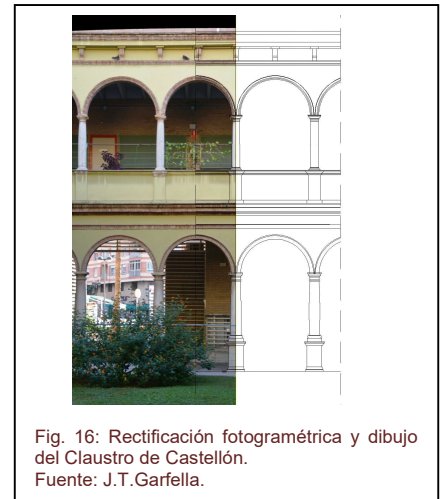 Fig. 16: Rectificación fotogramétrica y dibujo
del Claustro de Castellón.
Fuente: J.T.Garfella.